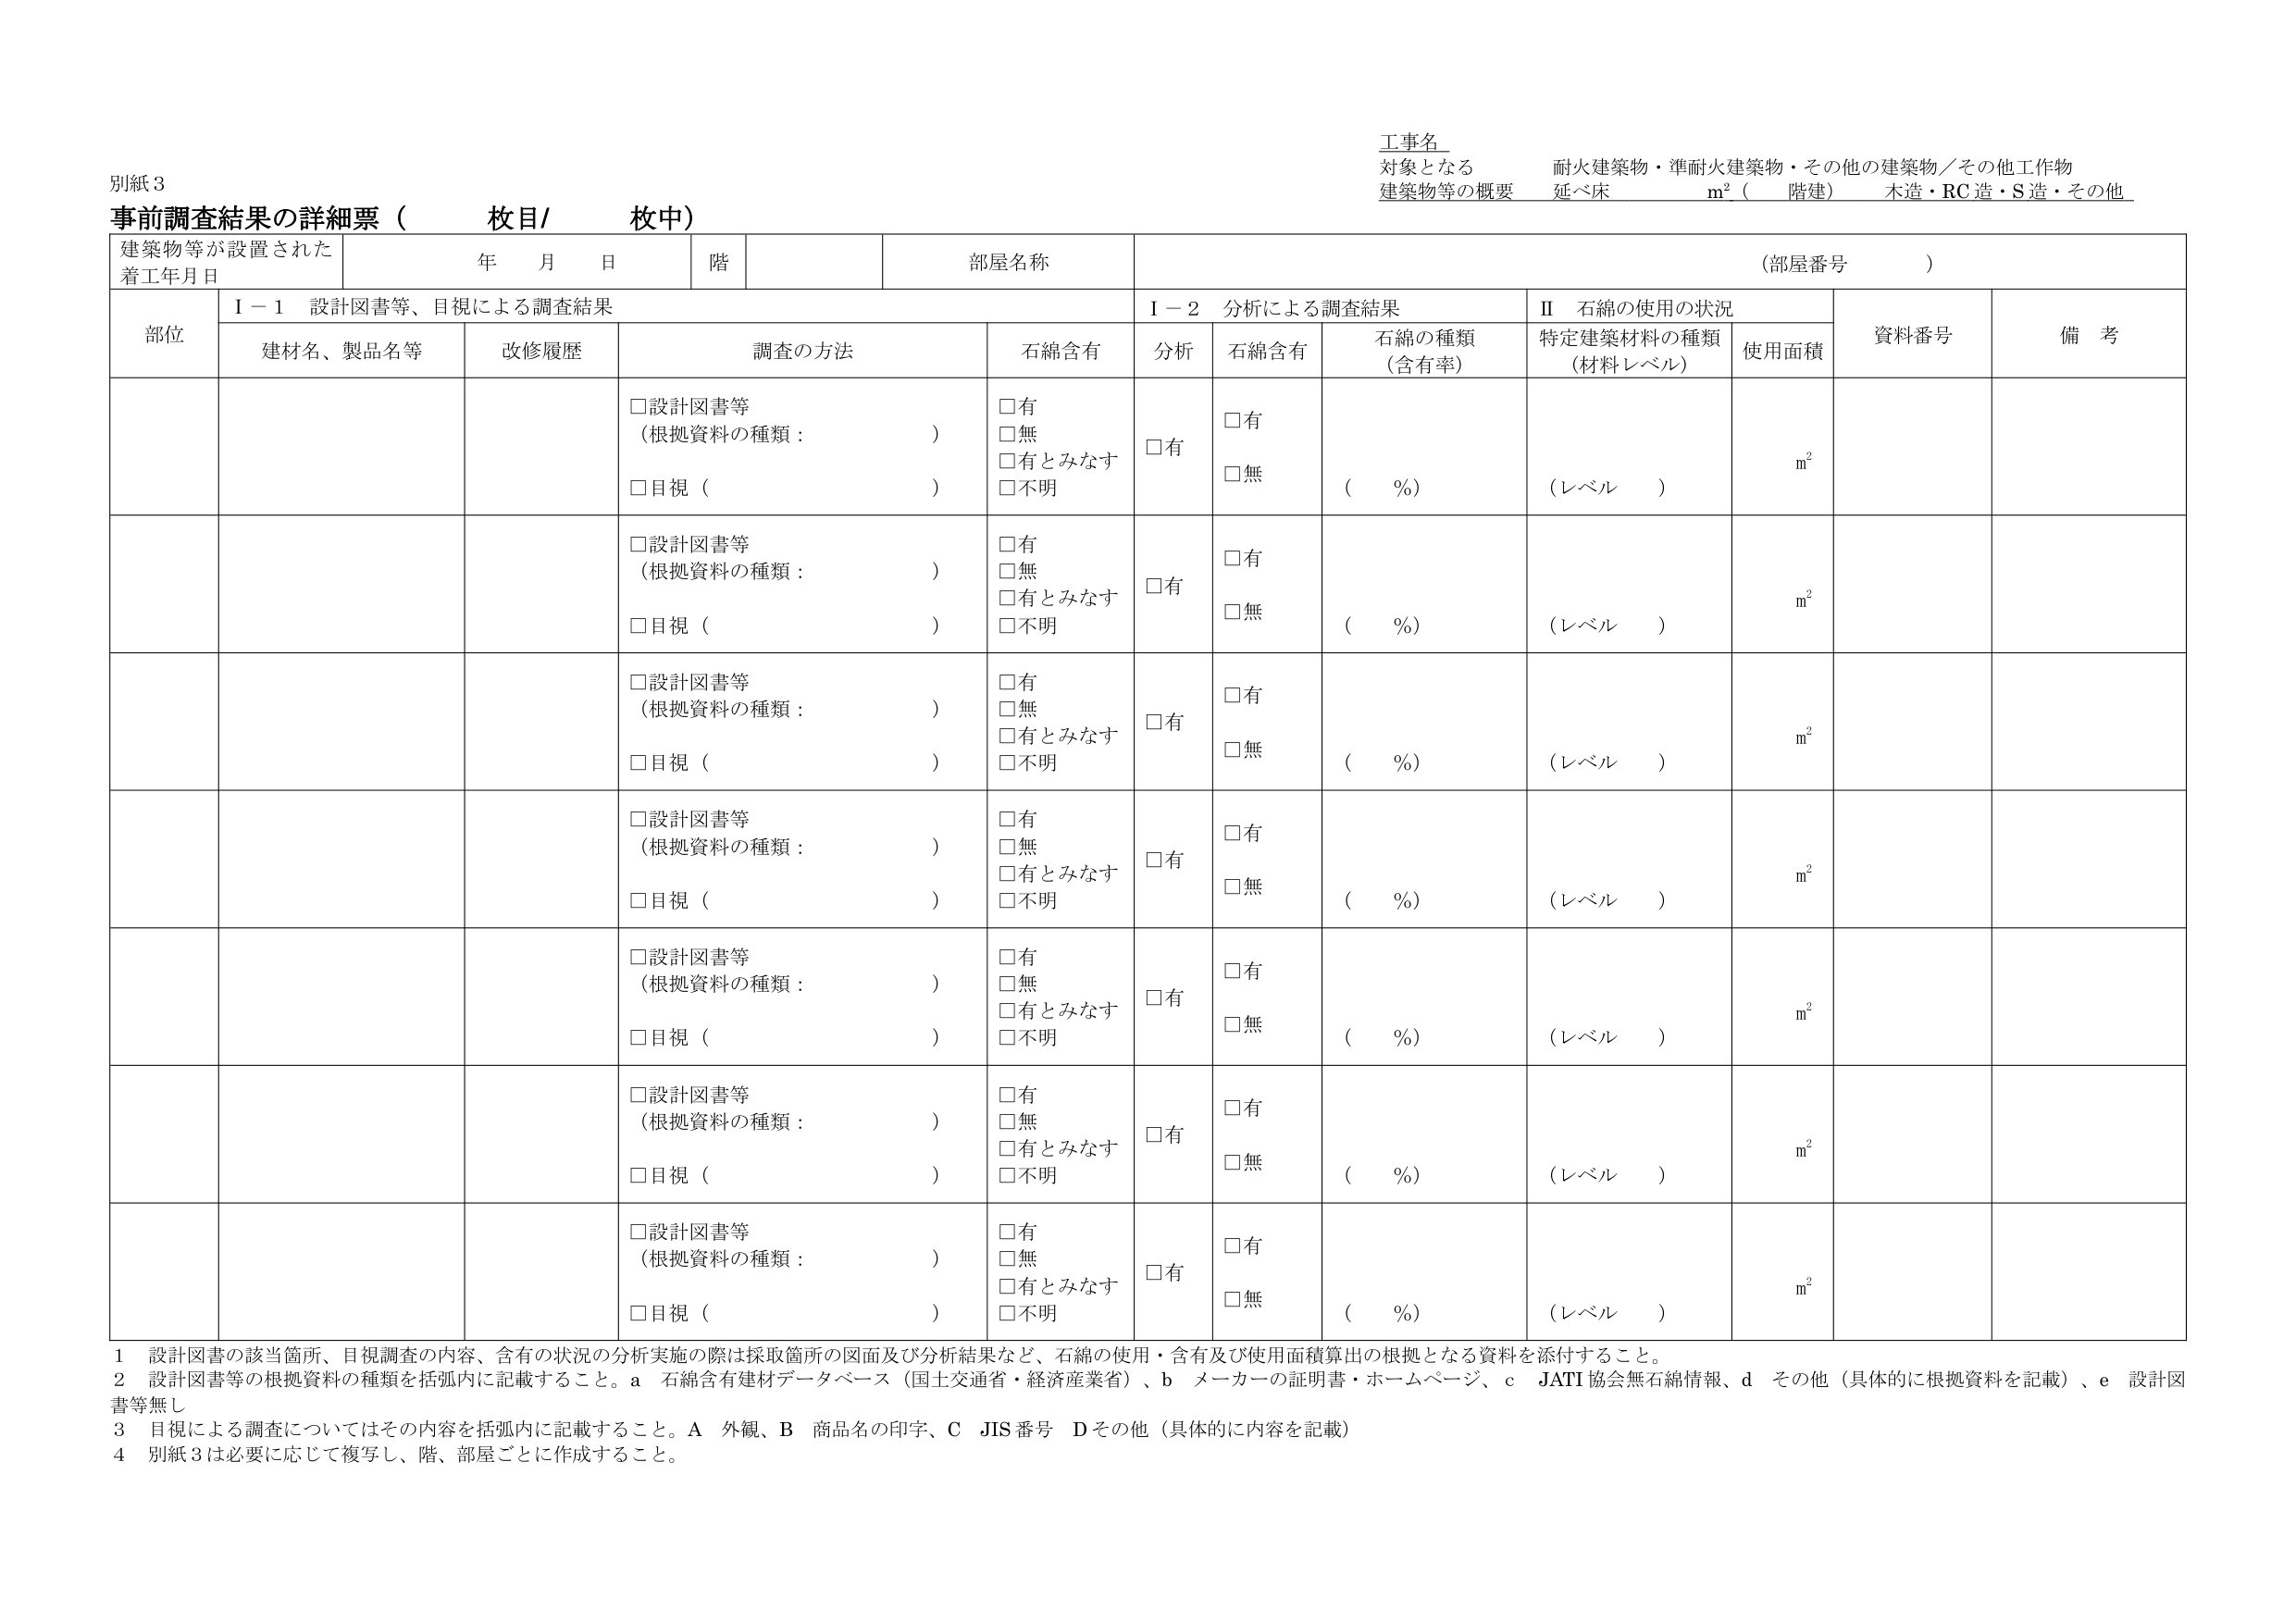 工事名
対象となる　　　　耐火建築物・準耐火建築物・その他の建築物／その他工作物
別紙３
建築物等の概要　　延べ床　　　　　㎡（　　階建）　　木造・RC造・S造・その他
事前調査結果の詳細票（　　　枚目/　　　枚中）
建築物等が設置された
着工年月日　　年　　月　　日　　階　　部屋名称　　（部屋番号　　　　）
部位　　Ⅰ－１　設計図書等、目視による調査結果　　Ⅰ－２　分析による調査結果　　Ⅱ　石綿の使用の状況　　資料番号　　備　考
建材名、製品名等　　改修履歴　　調査の方法　　石綿含有　　分析　　石綿含有　　石綿の種類　　特定建築材料の種類　　使用面積
（含有率）　　（材料レベル）
□設計図書等　　□有　　□有
（根拠資料の種類：　　　　　　）　　□無　　□有
□有とみなす　　□無　　㎡
□目視（　　　　　　　　　　　）　　□不明　　（　　％）　　（レベル　　）
□設計図書等　　□有　　□有
（根拠資料の種類：　　　　　　）　　□無　　□有
□有とみなす　　□無　　㎡
□目視（　　　　　　　　　　　）　　□不明　　（　　％）　　（レベル　　）
□設計図書等　　□有　　□有
（根拠資料の種類：　　　　　　）　　□無　　□有
□有とみなす　　□無　　㎡
□目視（　　　　　　　　　　　）　　□不明　　（　　％）　　（レベル　　）
□設計図書等　　□有　　□有
（根拠資料の種類：　　　　　　）　　□無　　□有
□有とみなす　　□無　　㎡
□目視（　　　　　　　　　　　）　　□不明　　（　　％）　　（レベル　　）
□設計図書等　　□有　　□有
（根拠資料の種類：　　　　　　）　　□無　　□有
□有とみなす　　□無　　㎡
□目視（　　　　　　　　　　　）　　□不明　　（　　％）　　（レベル　　）
□設計図書等　　□有　　□有
（根拠資料の種類：　　　　　　）　　□無　　□有
□有とみなす　　□無　　㎡
□目視（　　　　　　　　　　　）　　□不明　　（　　％）　　（レベル　　）
□設計図書等　　□有　　□有
（根拠資料の種類：　　　　　　）　　□無　　□有
□有とみなす　　□無　　㎡
□目視（　　　　　　　　　　　）　　□不明　　（　　％）　　（レベル　　）
１　設計図書の該当箇所、目視調査の内容、含有の状況の分析実施の際は採取箇所の図面及び分析結果など、石綿の使用・含有及び使用面積算出の根拠となる資料を添付すること。
２　設計図書等の根拠資料の種類を括弧内に記載すること。a　石綿含有建材データベース（国土交通省・経済産業省）、b　メーカーの証明書・ホームページ、c　JATI協会無石綿情報、d　その他（具体的に根拠資料を記載）、e　設計図
書等無し
３　目視による調査についてはその内容を括弧内に記載すること。A　外観、B　商品名の印字、C　JIS番号　Dその他（具体的に内容を記載）
４　別紙３は必要に応じて複写し、階、部屋ごとに作成すること。